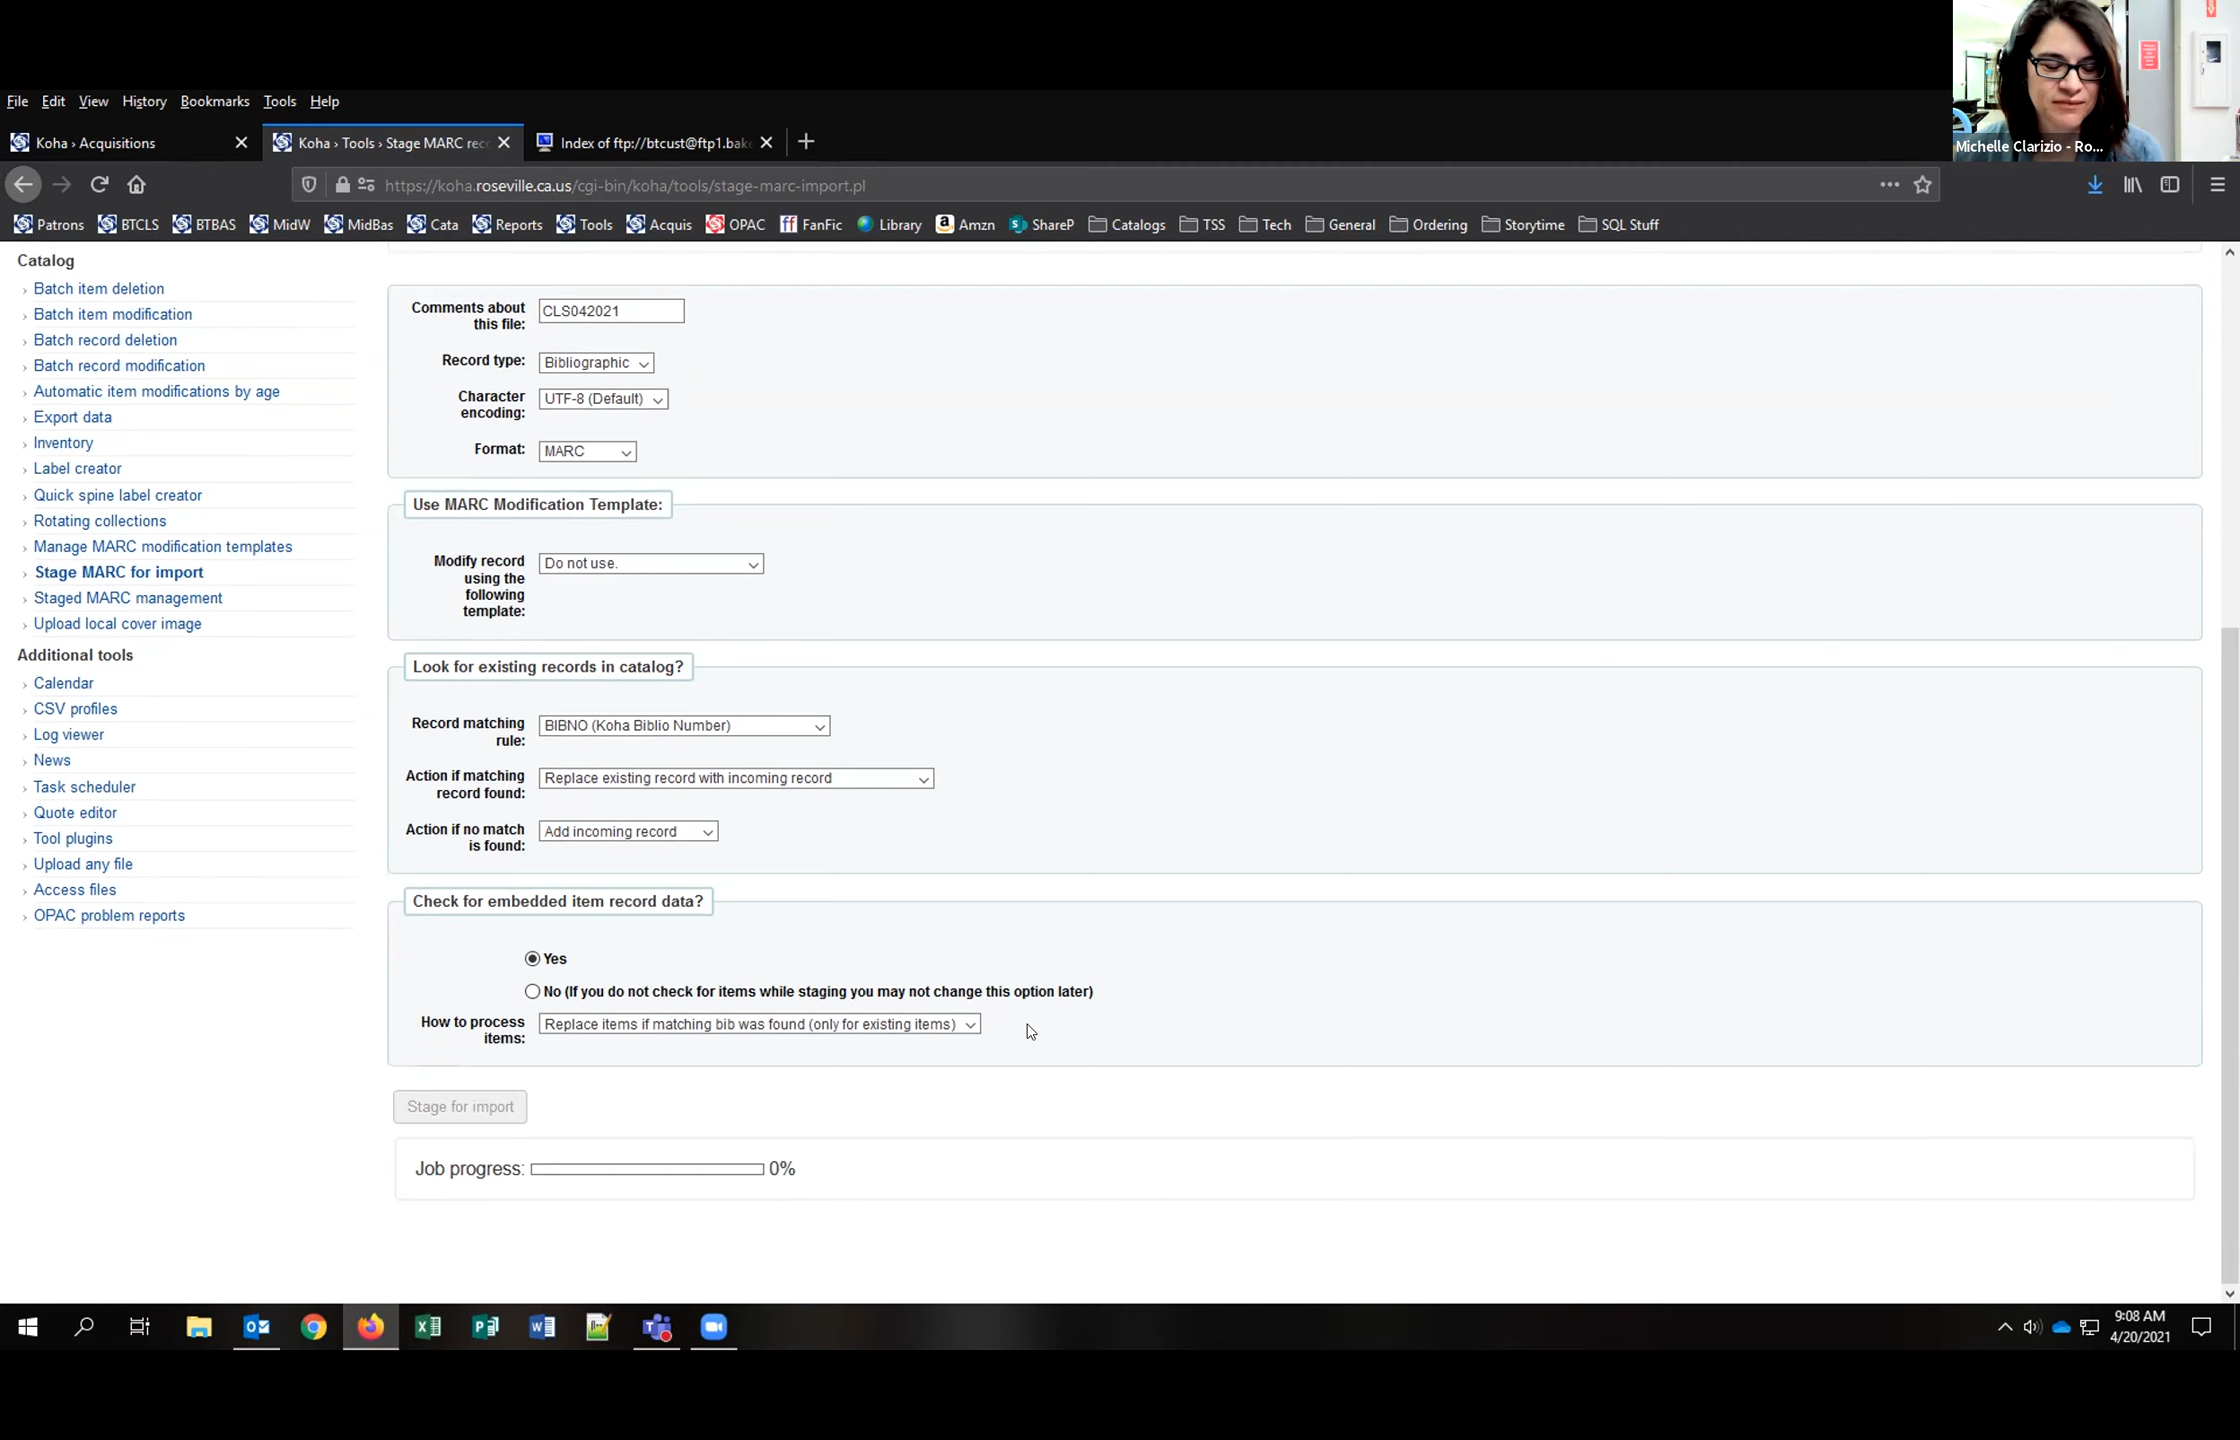 Michelle Clarizio - Ro...
File Edit View History Bookmarks Tools Help
Koha › Acquisitions
Koha › Tools › Stage MARC rec
Index of ftp://btcust@ftp1.bak
https://koha.roseville.ca.us/cgi-bin/koha/tools/stage-marc-import.pl
Patrons BTCLS BTBAS MidW MidBas Cata Reports Tools Acquis OPAC FanFic Library Amzn ShareP Catalogs TSS Tech General Ordering Storytime SQL Stuff
Catalog
Batch item deletion
Batch item modification
Batch record deletion
Batch record modification
Automatic item modifications by age
Export data
Inventory
Label creator
Quick spine label creator
Rotating collections
Manage MARC modification templates
Stage MARC for import
Staged MARC management
Upload local cover image
Additional tools
Calendar
CSV profiles
Log viewer
News
Task scheduler
Quote editor
Tool plugins
Upload any file
Access files
OPAC problem reports
Comments about
this file:
CLS042021
Record type:
Bibliographic
Character
encoding:
UTF-8 (Default)
Format:
MARC
Use MARC Modification Template:
Modify record
using the
following
template:
Do not use.
Look for existing records in catalog?
Record matching
rule:
BIBNO (Koha Biblio Number)
Action if matching
record found:
Replace existing record with incoming record
Action if no match
is found:
Add incoming record
Check for embedded item record data?
Yes
No (If you do not check for items while staging you may not change this option later)
How to process
items:
Replace items if matching bib was found (only for existing items)
Stage for import
Job progress: 0%
9:08 AM
4/20/2021